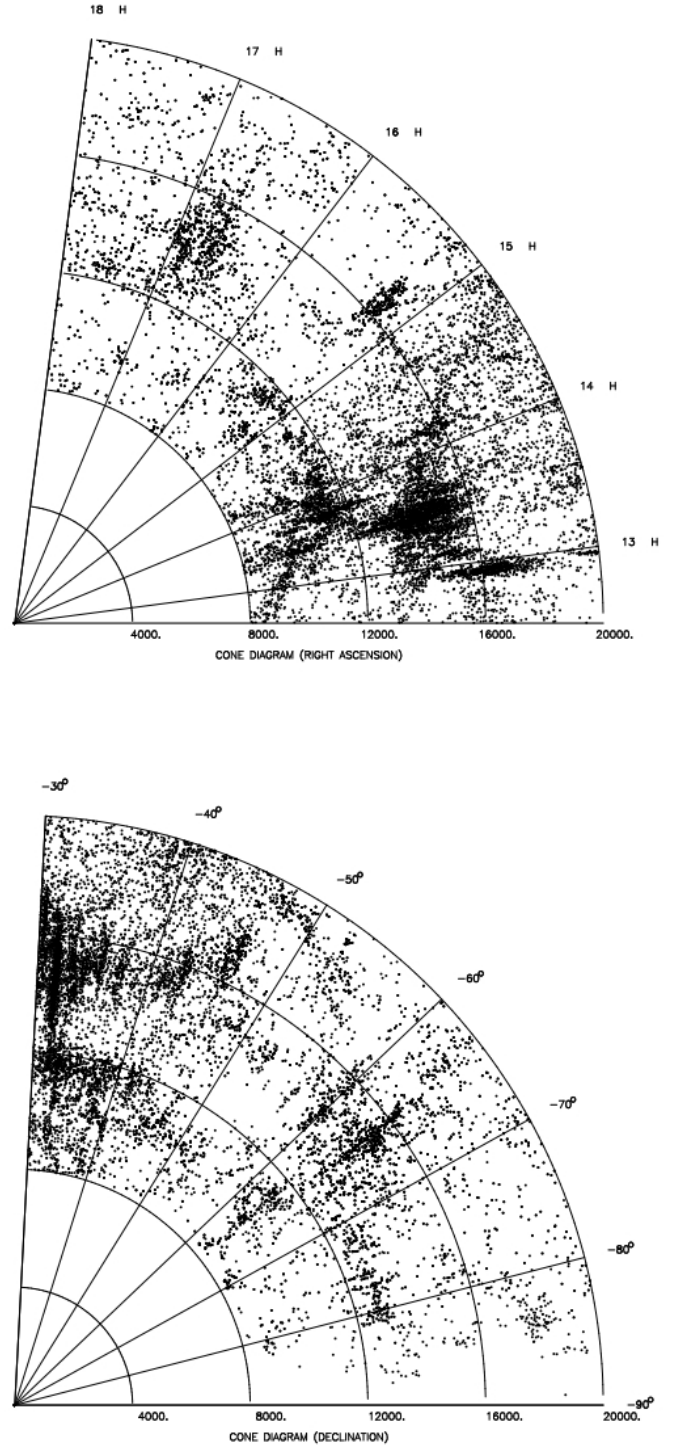 18 H
17 H
16 H
15 H
14 H
13 H
4000. 8000. 12000. 16000. 20000.
CONE DIAGRAM (RIGHT ASCENSION)
-30°
-40°
-50°
-60°
-70°
-80°
-90°
4000. 8000. 12000. 16000. 20000.
CONE DIAGRAM (DECLINATION)